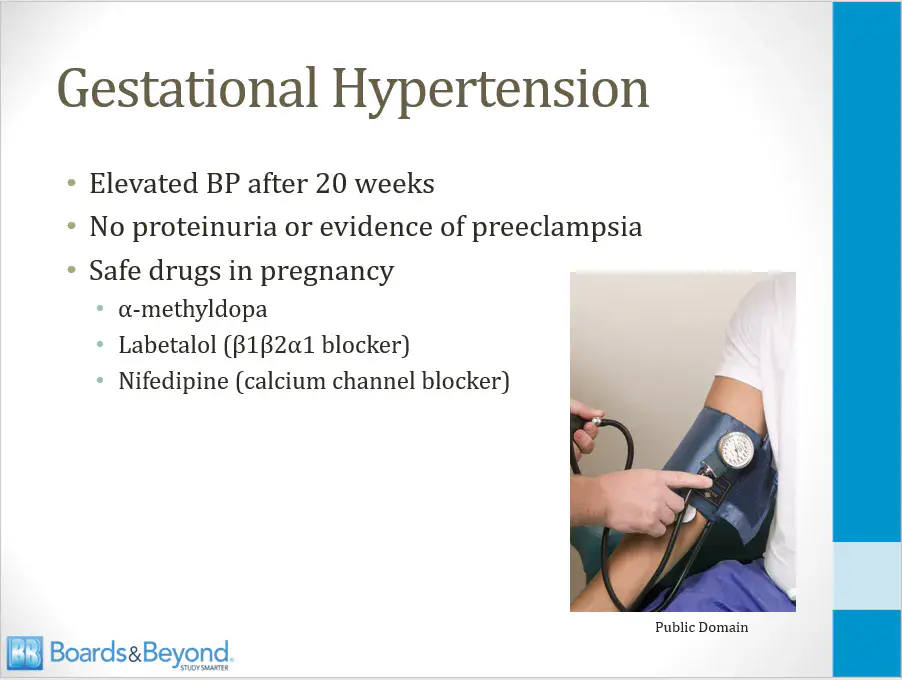 Gestational Hypertension
• Elevated BP after 20 weeks
• No proteinuria or evidence of preeclampsia
• Safe drugs in pregnancy
• α-methyldopa
• Labetalol (β1β2α1 blocker)
• Nifedipine (calcium channel blocker)
Public Domain
BB Boards&Beyond.
STUDY SMARTER